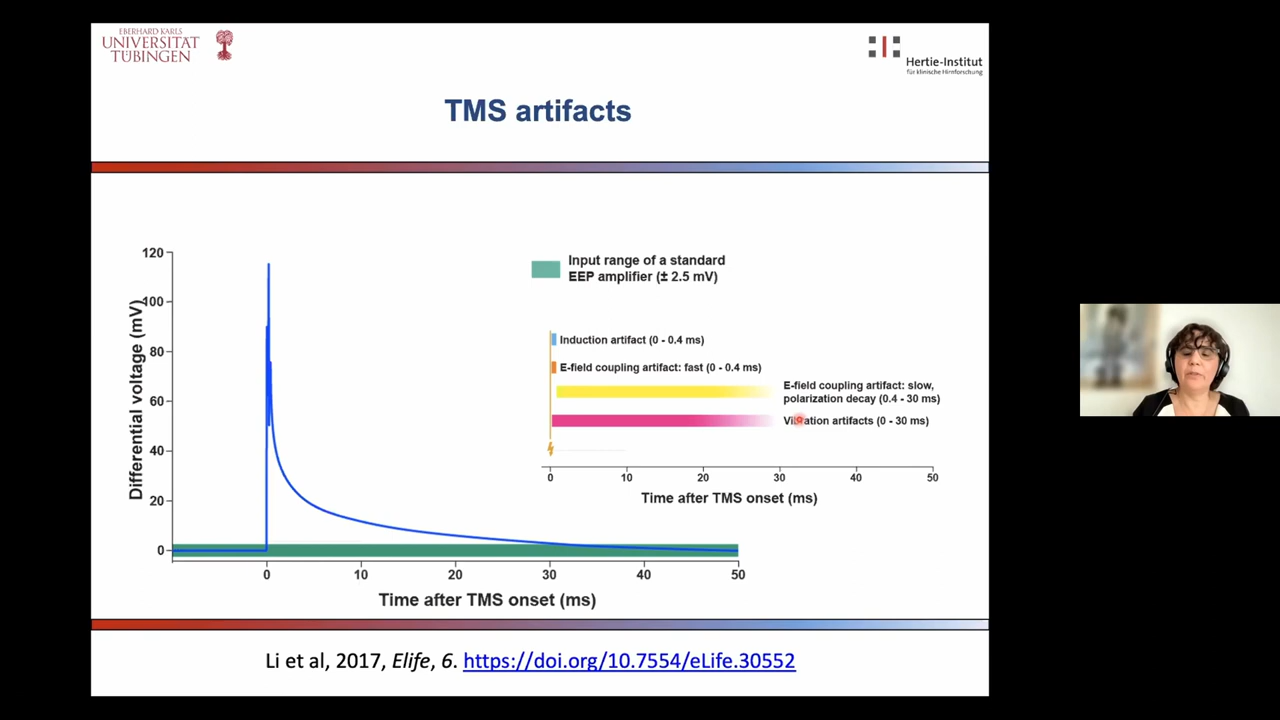 EBERHARD KARLS
UNIVERSITÄT
TÜBINGEN
Hertie-Institut
für klinische Hirnforschung
TMS artifacts
Differential voltage (mV)
120
100
80
60
40
20
0
0 10 20 30 40 50
Time after TMS onset (ms)
Input range of a standard
EEP amplifier (± 2.5 mV)
Induction artifact (0 - 0.4 ms)
E-field coupling artifact: fast (0 - 0.4 ms)
E-field coupling artifact: slow,
polarization decay (0.4 - 30 ms)
Vibration artifacts (0 - 30 ms)
0 10 20 30 40 50
Time after TMS onset (ms)
Li et al, 2017, Elife, 6. https://doi.org/10.7554/eLife.30552